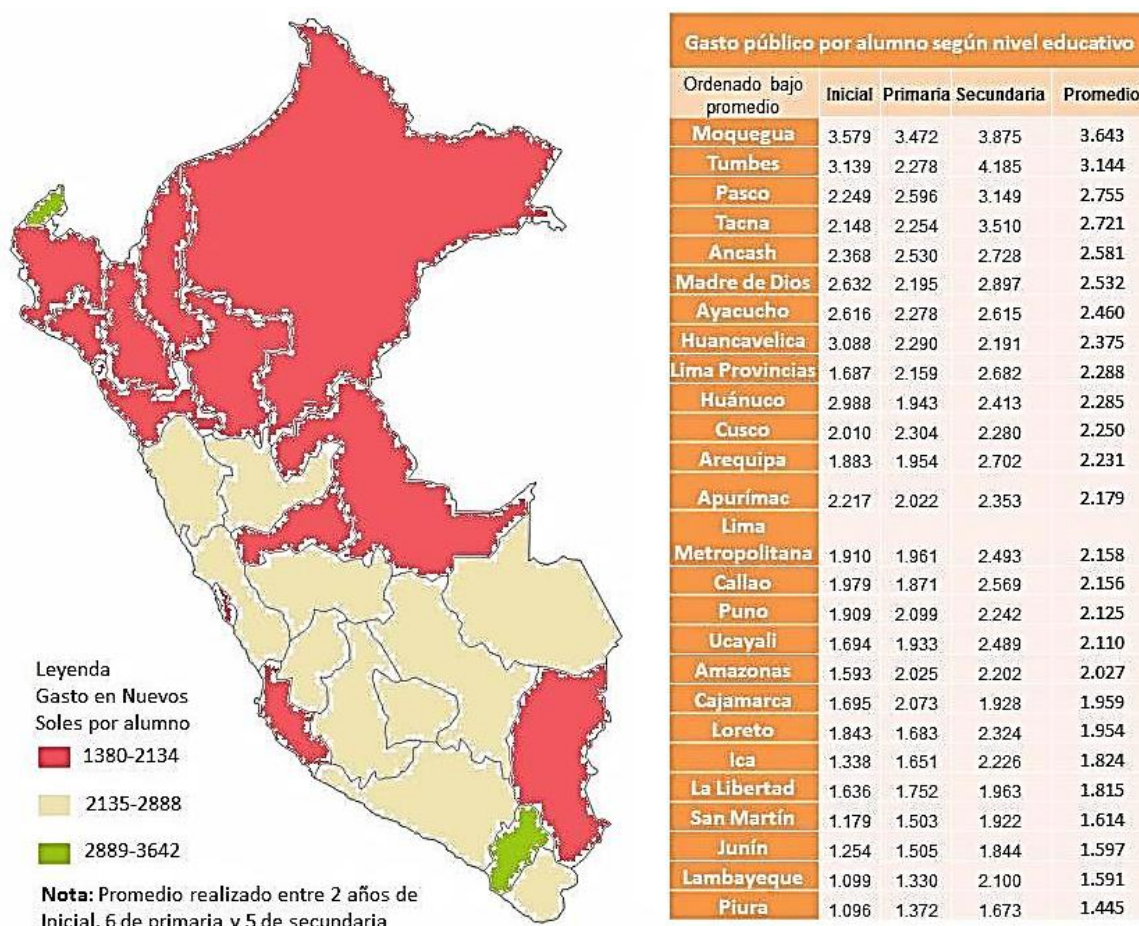 Gasto público por alumno según nivel educativo
Ordenado bajo promedio Inicial Primaria Secundaria Promedio
Moquegua 3.579 3.472 3.875 3.643
Tumbes 3.139 2.278 4.185 3.144
Pasco 2.249 2.596 3.149 2.755
Tacna 2.148 2.254 3.510 2.721
Ancash 2.368 2.530 2.728 2.581
Madre de Dios 2.632 2.195 2.897 2.532
Ayacucho 2.616 2.278 2.615 2.460
Huancavelica 3.088 2.290 2.191 2.375
Lima Provincias 1.687 2.159 2.682 2.288
Huánuco 2.988 1.943 2.413 2.285
Cusco 2.010 2.304 2.280 2.250
Arequipa 1.883 1.954 2.702 2.231
Apurímac 2.217 2.022 2.353 2.179
Lima
Metropolitana 1.910 1.961 2.493 2.158
Callao 1.979 1.871 2.569 2.156
Puno 1.909 2.099 2.242 2.125
Ucayali 1.694 1.933 2.489 2.110
Amazonas 1.593 2.025 2.202 2.027
Cajamarca 1.695 2.073 1.928 1.959
Loreto 1.843 1.683 2.324 1.954
Ica 1.338 1.651 2.226 1.824
La Libertad 1.636 1.752 1.963 1.815
San Martín 1.179 1.503 1.922 1.614
Junín 1.254 1.505 1.844 1.597
Lambayeque 1.099 1.330 2.100 1.591
Piura 1.096 1.372 1.673 1.445
Leyenda
Gasto en Nuevos
Soles por alumno
1380-2134
2135-2888
2889-3642
Nota: Promedio realizado entre 2 años de
Inicial, 6 de primaria y 5 de secundaria